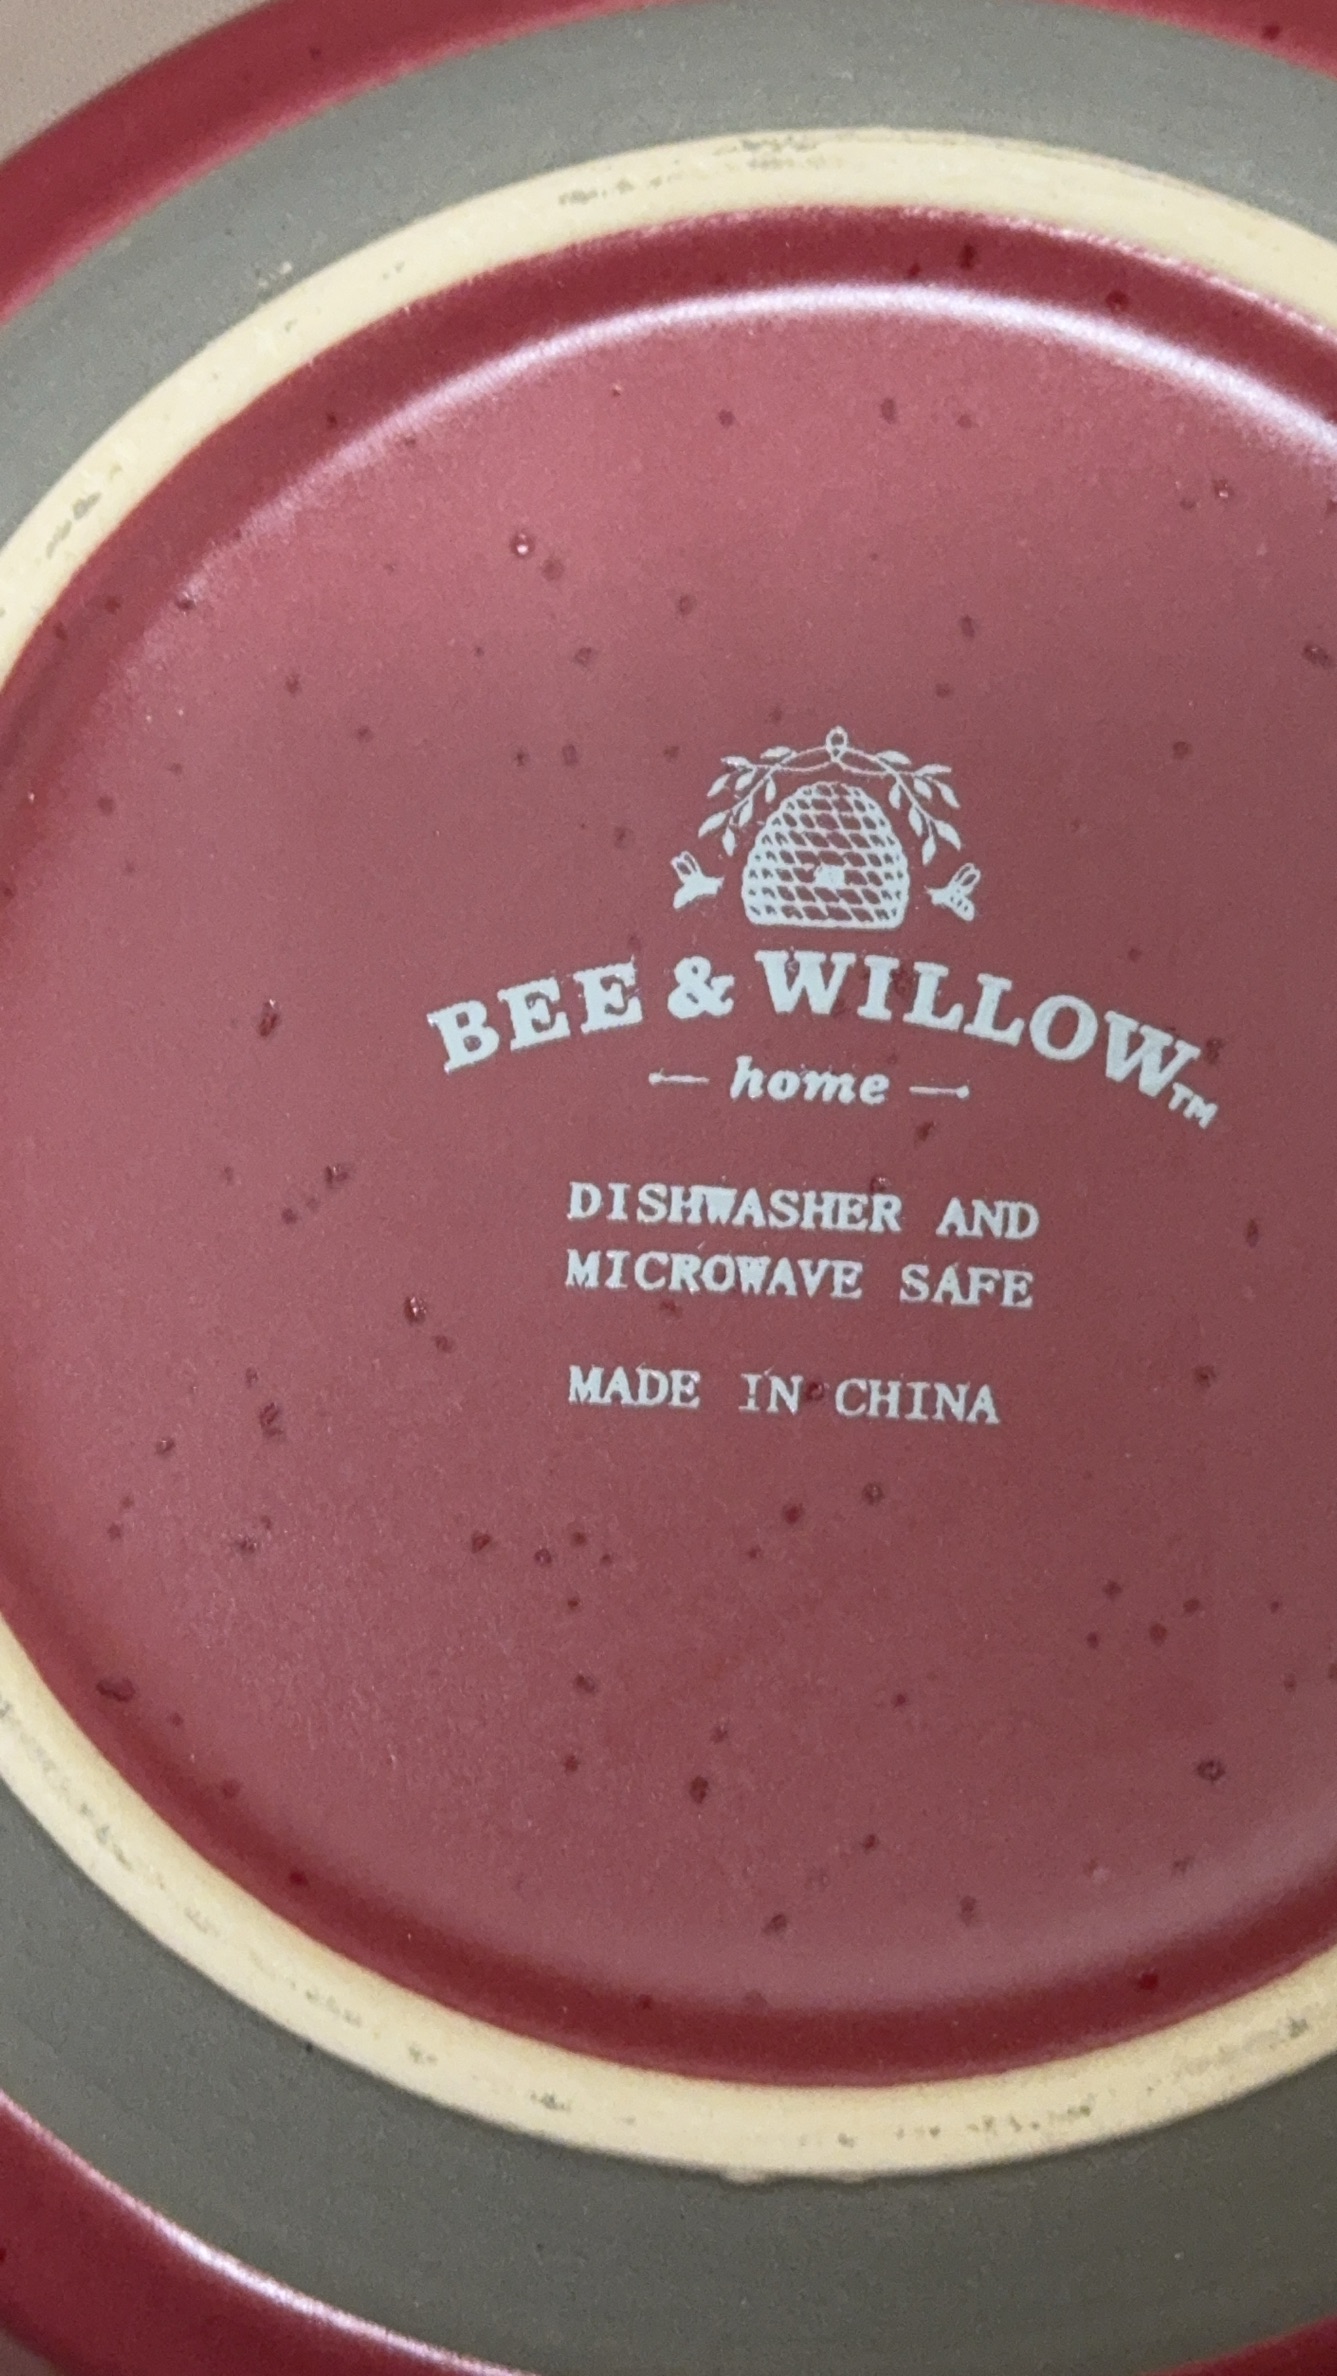 BEE & WILLOW™
home
DISHWASHER AND
MICROWAVE SAFE
MADE IN CHINA